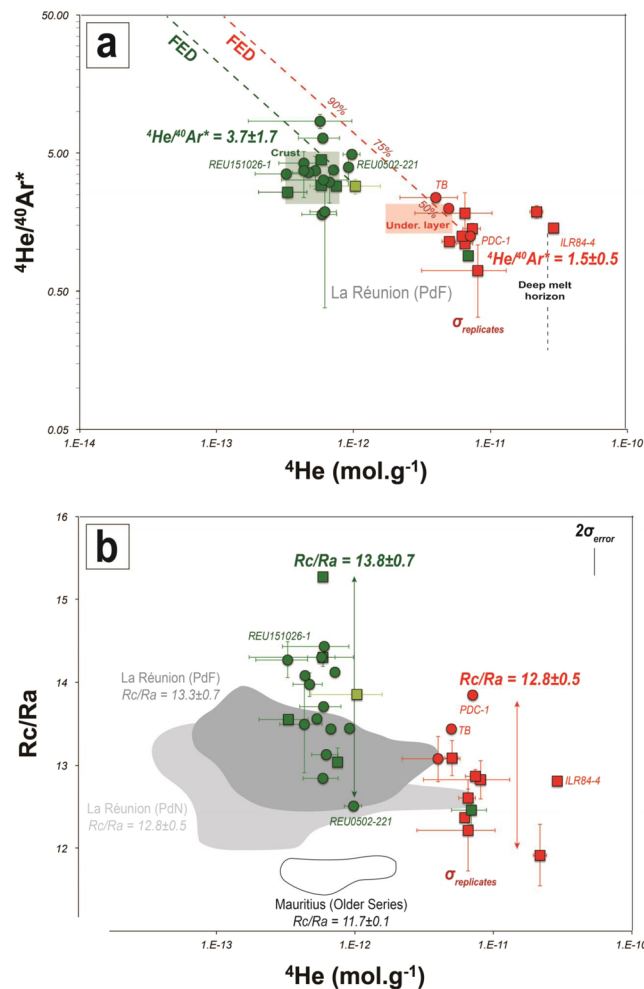 a
50.00
5.00
0.50
0.05
⁴He/⁴⁰Ar*
FED
FED
90%
75%
50%
⁴He/⁴⁰Ar* = 3.7±1.7
Crust
REU151026-1
REU0502-221
TB
Under. layer
PDC-1
ILR84-4
⁴He/⁴⁰Ar* = 1.5±0.5
La Réunion (PdF)
Deep melt
horizon
σreplicates
1.E-14
1.E-13
1.E-12
1.E-11
1.E-10
⁴He (mol.g⁻¹)
b
16
15
14
13
12
Rc/Ra
2σerror
Rc/Ra = 13.8±0.7
REU151026-1
La Réunion (PdF)
Rc/Ra = 13.3±0.7
Rc/Ra = 12.8±0.5
PDC-1
TB
ILR84-4
La Réunion (PdN)
Rc/Ra = 12.8±0.5
REU0502-221
σreplicates
Mauritius (Older Series)
Rc/Ra = 11.7±0.1
1.E-13
1.E-12
1.E-11
1.E-10
⁴He (mol.g⁻¹)